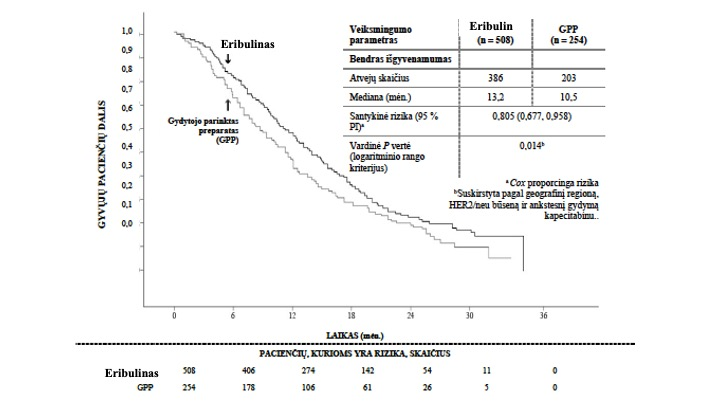 1,0
0,9
0,8
0,7
0,6
0,5
0,4
0,3
0,2
0,1
0,0
GYVŲJŲ PACIENČIŲ DALIS
Eribulinas
Gydytojo parinktas
preparatas
(GPP)
Veiksmingumo parametras Eribulin (n = 508) GPP (n = 254)
Bendras išgyvenamumas
Atvejų skaičius 386 203
Mediana (mėn.) 13,2 10,5
Santykinė rizika (95 % PI)ᵃ 0,805 (0,677, 0,958)
Vardinė P vertė (logaritminio rango kriterijus) 0,014ᵇ
ᵃ Cox proporcinga rizika
ᵇSuskirstyta pagal geografinį regioną,
HER2/neu būseną ir ankstesnį gydymą
kapecitabinu..
0 6 12 18 24 30 36
LAIKAS (mėn.)
PACIENČIŲ, KURIOMS YRA RIZIKA, SKAIČIUS
Eribulinas 508 406 274 142 54 11 0
GPP 254 178 106 61 26 5 0